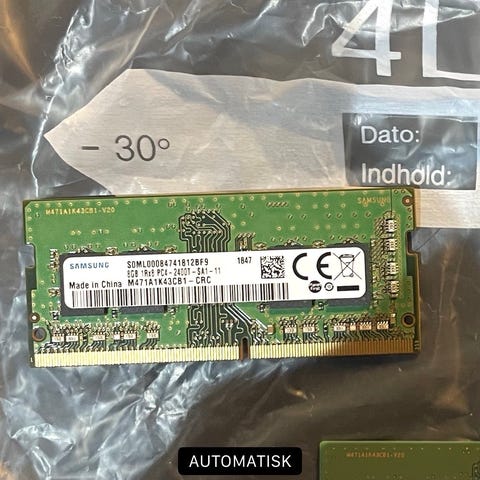 4L
- 30°
Dato:
Indhold:
M471A1K43CB1-V20
SAMSUNG
SAMSUNG
SDML00084741812BF9
1847
8GB 1Rx8 PC4-2400T-SA1-11
Made in China M471A1K43CB1-CRC
CE
M471A1K43CB1-V20
AUTOMATISK